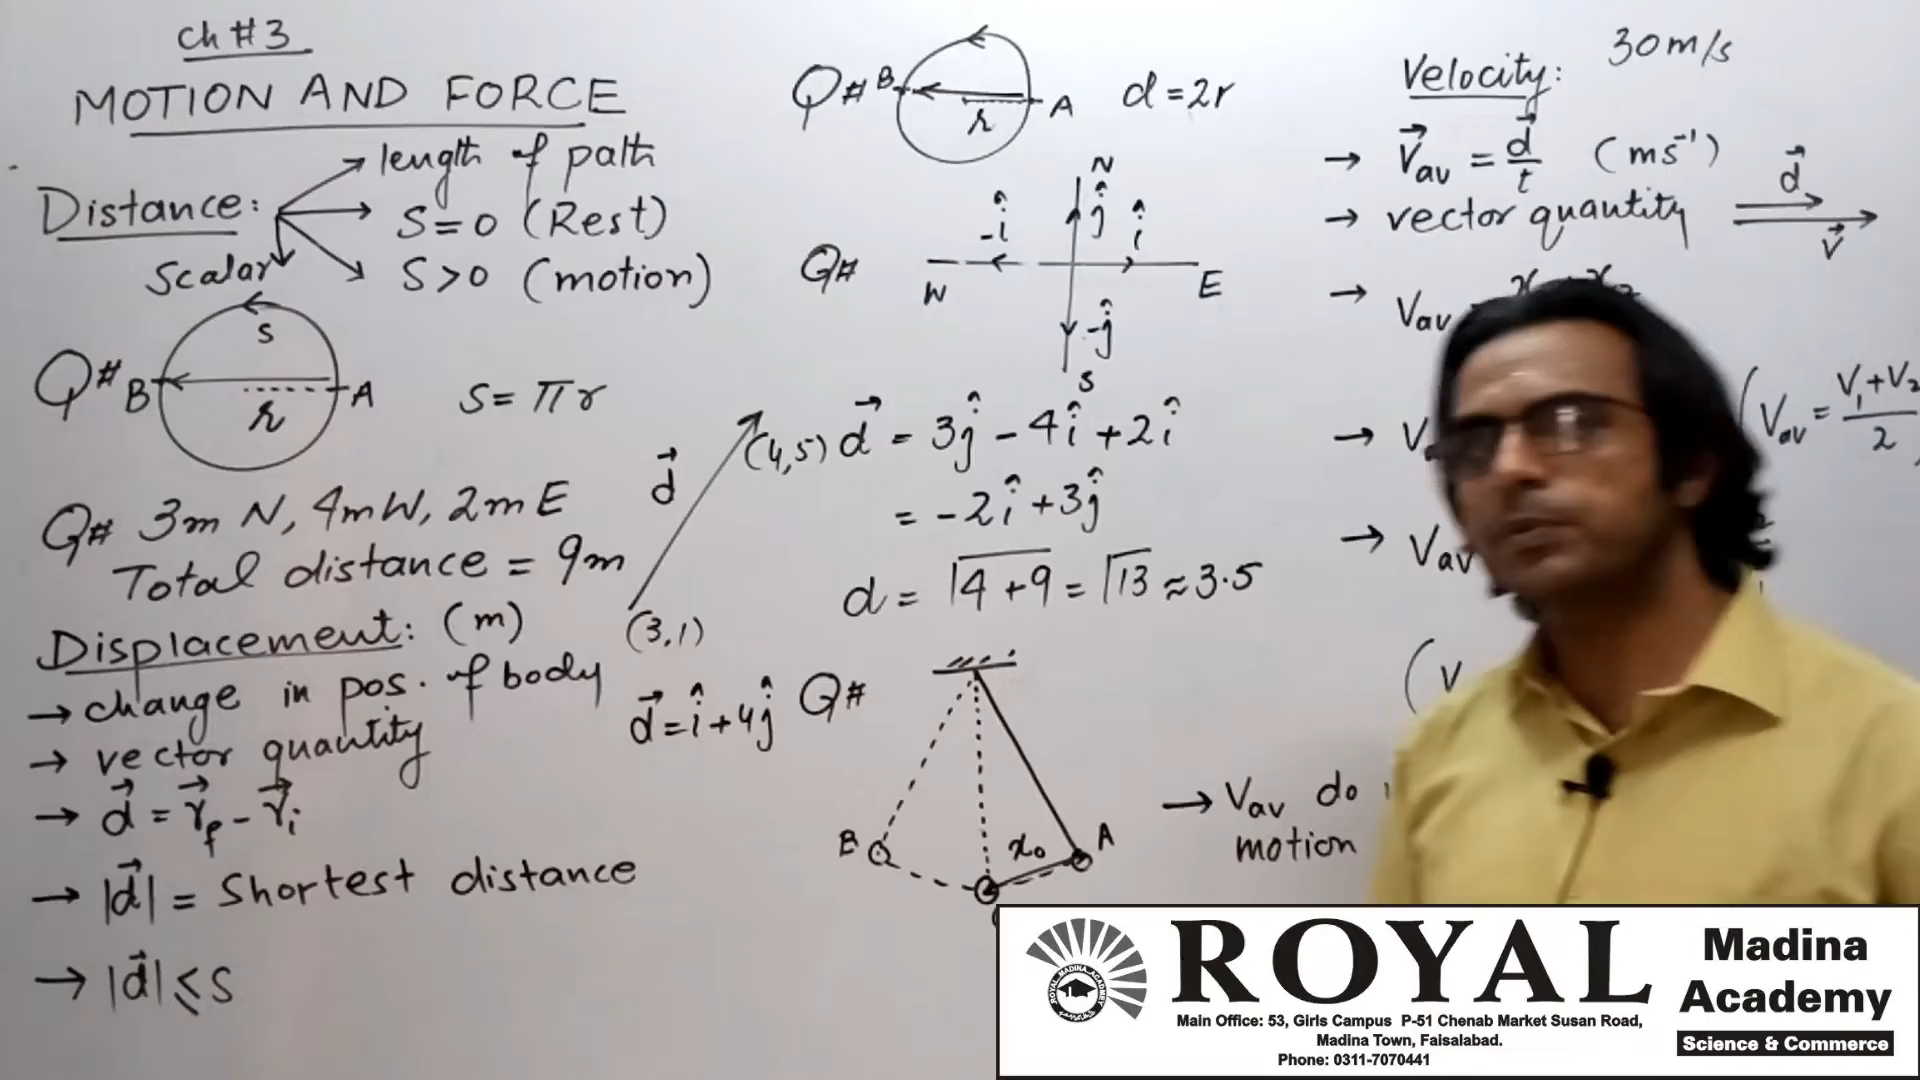 Ch # 3
MOTION AND FORCE
Distance:
length of path
S = 0 (Rest)
S > 0 (motion)
Scalar
Q# B S r A S = πr
Q# 3m N, 4m W, 2m E
Total distance = 9m
Displacement: (m)
→ change in pos. of body
→ vector quantity
→ d⃗ = r⃗f - r⃗i
→ |d⃗| = Shortest distance
→ |d⃗| ⩽ S
d⃗
(4,5)
(3,1)
d⃗ = î + 4ĵ
Q# B r A d = 2r
Q# N ĵ -î î W E -ĵ S
d⃗ = 3ĵ - 4î + 2î
= -2î + 3ĵ
d = √4+9 = √13 ≈ 3.5
Q#
B x₀ A
Velocity: 30 m/s
→ V⃗av = d⃗/t (ms⁻¹)
→ vector quantity
d⃗
v⃗
→ Vav
(Vav = V₁+V₂/2)
→ Vav
→ Vav do
motion
ROYAL
Main Office: 53, Girls Campus P-51 Chenab Market Susan Road,
Madina Town, Faisalabad.
Phone: 0311-7070441
Madina
Academy
Science & Commerce